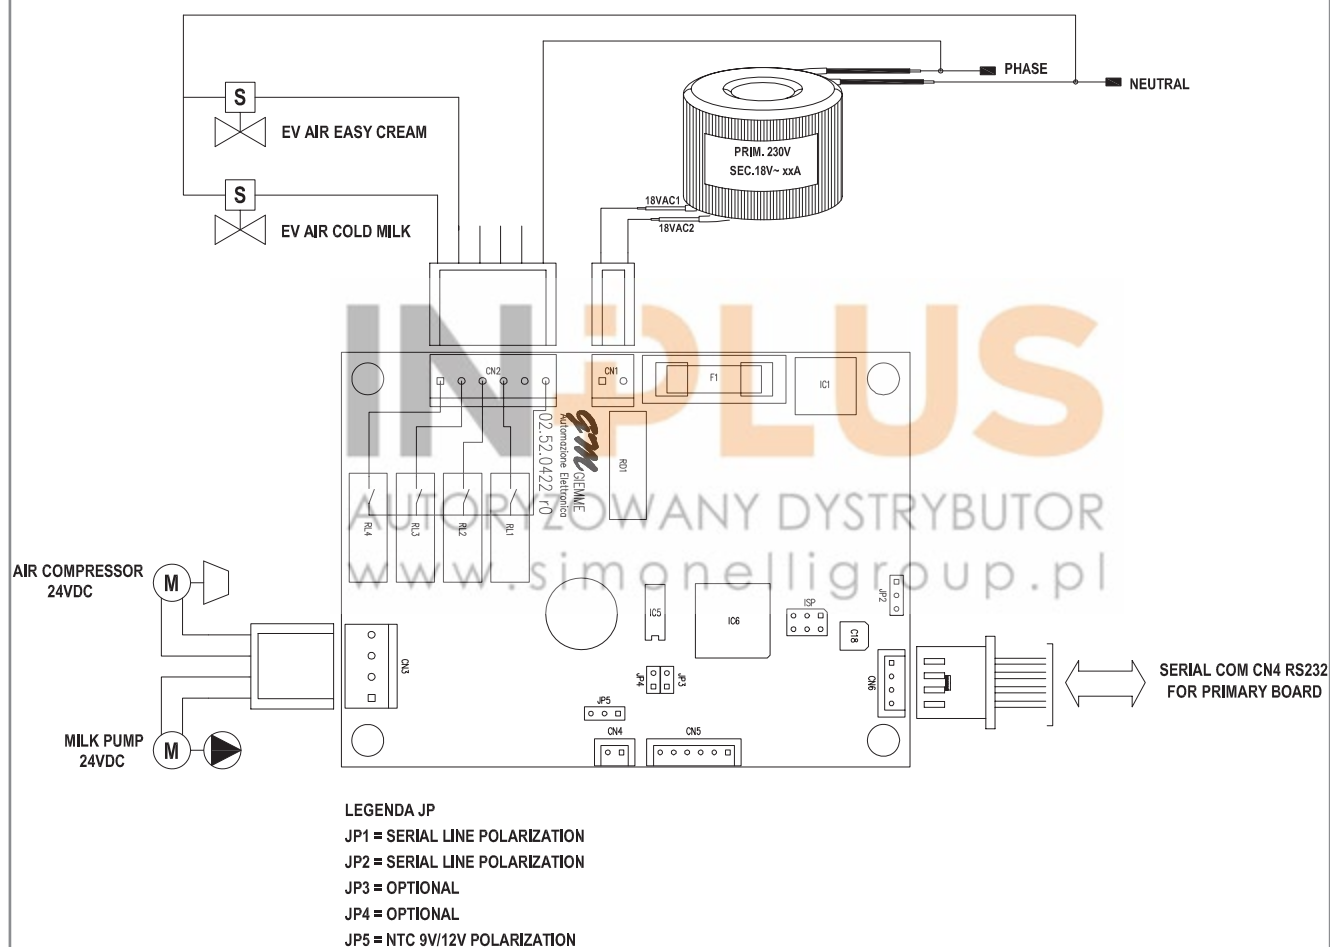 PHASE
NEUTRAL
S
EV AIR EASY CREAM
PRIM. 230V
SEC.18V~ xxA
S
EV AIR COLD MILK
18VAC1
18VAC2
INPLUS
AUTORYZOWANY DYSTRYBUTOR
www.simonelligroup.pl
CN2
CN1
F1
IC1
gm GIEMME
Automazione Elettronica
02.52.0422 r0
RD1
RL4
RL3
RL2
RL1
AIR COMPRESSOR
24VDC
M
CN3
IC5
IC6
ISP
C18
JP2
CN6
SERIAL COM CN4 RS232
FOR PRIMARY BOARD
JP4
JP3
JP5
CN4
CN5
MILK PUMP
24VDC
M
LEGENDA JP
JP1 = SERIAL LINE POLARIZATION
JP2 = SERIAL LINE POLARIZATION
JP3 = OPTIONAL
JP4 = OPTIONAL
JP5 = NTC 9V/12V POLARIZATION